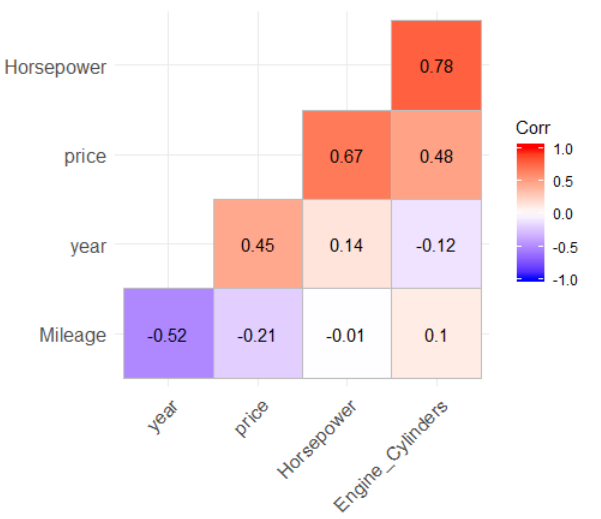 Horsepower 0.78
Corr
price 0.67 0.48
1.0
0.5
year 0.45 0.14 -0.12
0.0
-0.5
-1.0
Mileage -0.52 -0.21 -0.01 0.1
year price Horsepower Engine_Cylinders